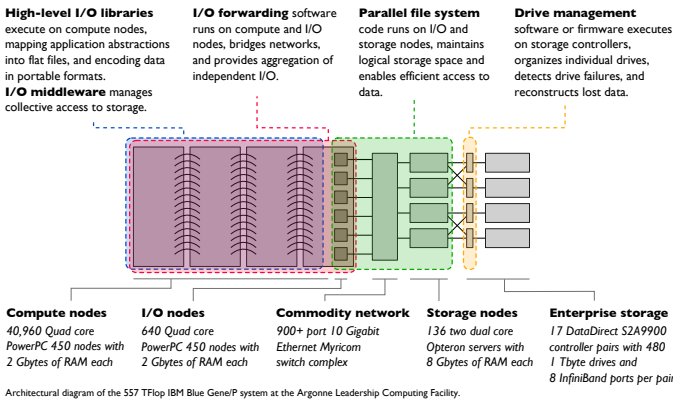 High-level I/O libraries
execute on compute nodes,
mapping application abstractions
into flat files, and encoding data
in portable formats.
I/O middleware manages
collective access to storage.
I/O forwarding software
runs on compute and I/O
nodes, bridges networks,
and provides aggregation of
independent I/O.
Parallel file system
code runs on I/O and
storage nodes, maintains
logical storage space and
enables efficient access to
data.
Drive management
software or firmware executes
on storage controllers,
organizes individual drives,
detects drive failures, and
reconstructs lost data.
Compute nodes
40,960 Quad core
PowerPC 450 nodes with
2 Gbytes of RAM each
I/O nodes
640 Quad core
PowerPC 450 nodes with
2 Gbytes of RAM each
Commodity network
900+ port 10 Gigabit
Ethernet Myricom
switch complex
Storage nodes
136 two dual core
Opteron servers with
8 Gbytes of RAM each
Enterprise storage
17 DataDirect S2A9900
controller pairs with 480
1 Tbyte drives and
8 InfiniBand ports per pair
Architectural diagram of the 557 TFlop IBM Blue Gene/P system at the Argonne Leadership Computing Facility.